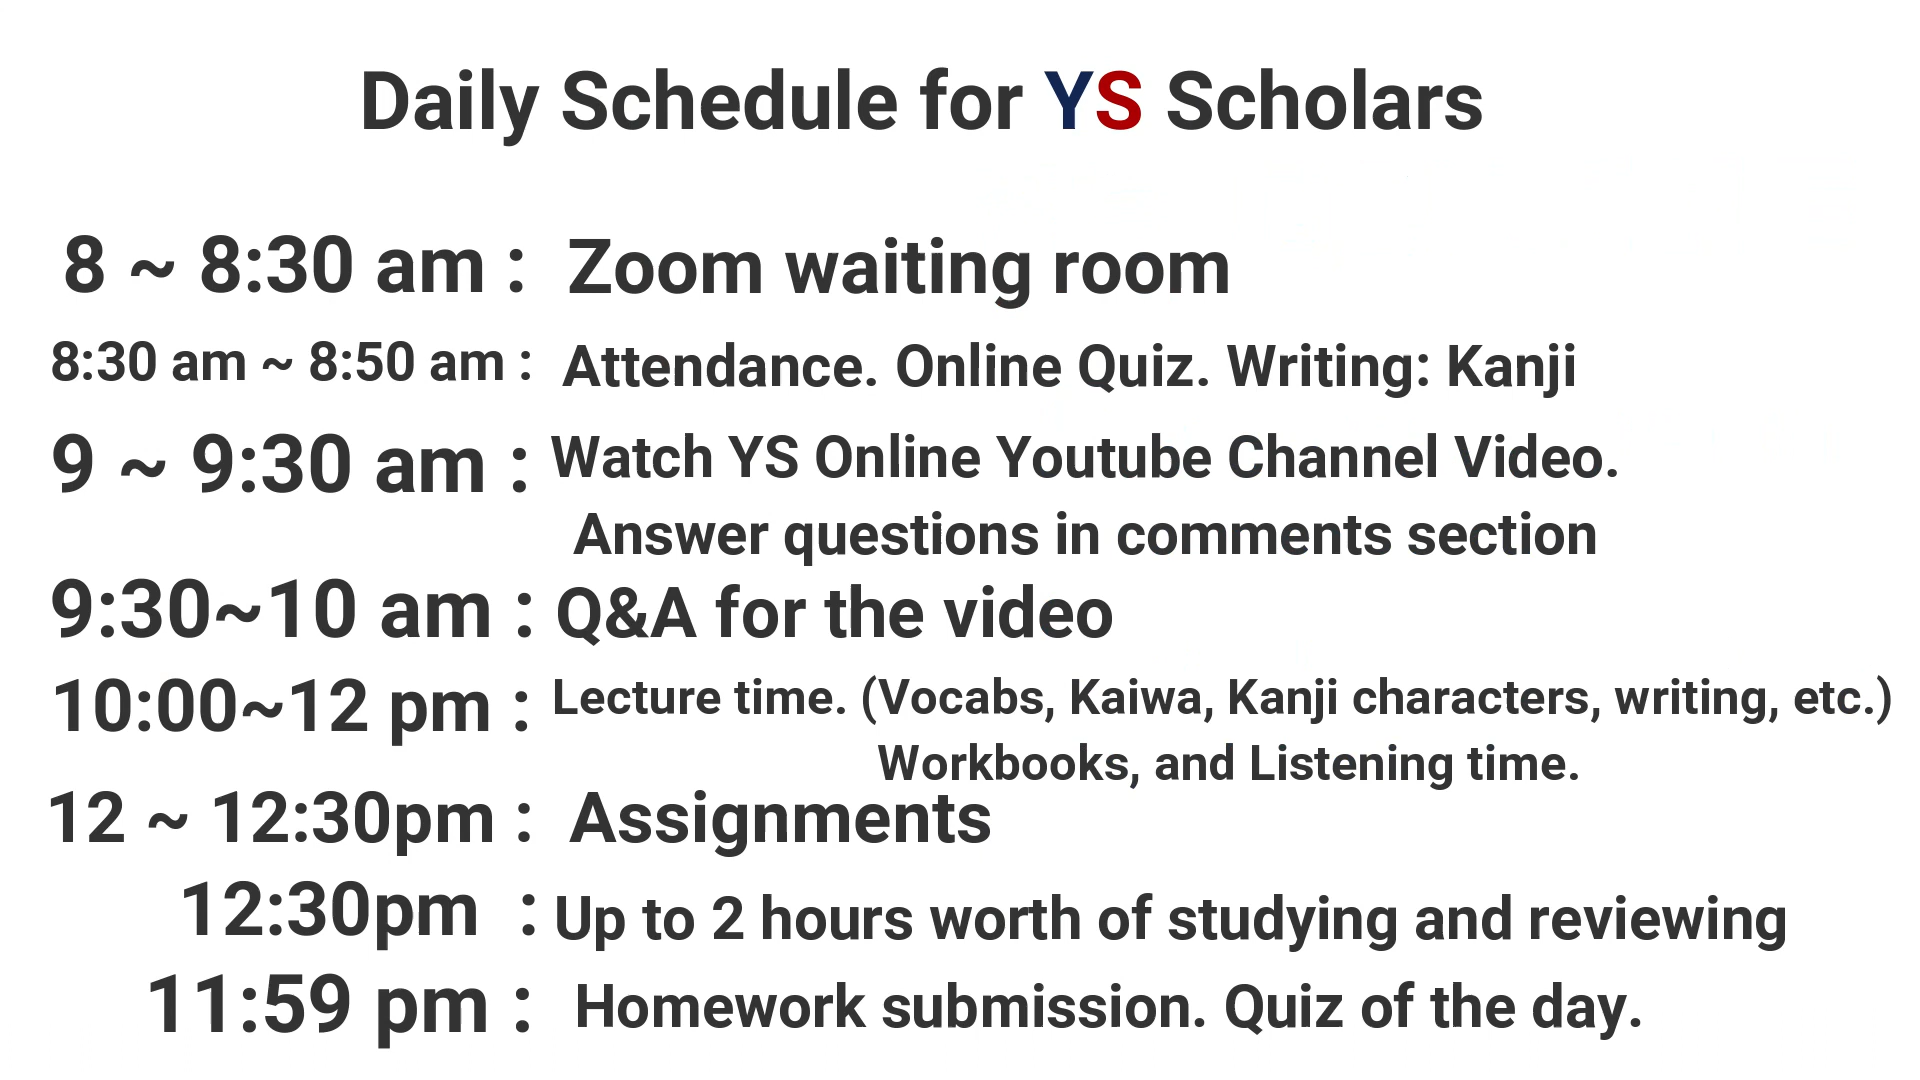 Daily Schedule for YS Scholars
8 ~ 8:30 am : Zoom waiting room
8:30 am ~ 8:50 am : Attendance. Online Quiz. Writing: Kanji
9 ~ 9:30 am : Watch YS Online Youtube Channel Video.
Answer questions in comments section
9:30~10 am : Q&A for the video
10:00~12 pm : Lecture time. (Vocabs, Kaiwa, Kanji characters, writing, etc.)
Workbooks, and Listening time.
12 ~ 12:30pm : Assignments
12:30pm : Up to 2 hours worth of studying and reviewing
11:59 pm : Homework submission. Quiz of the day.